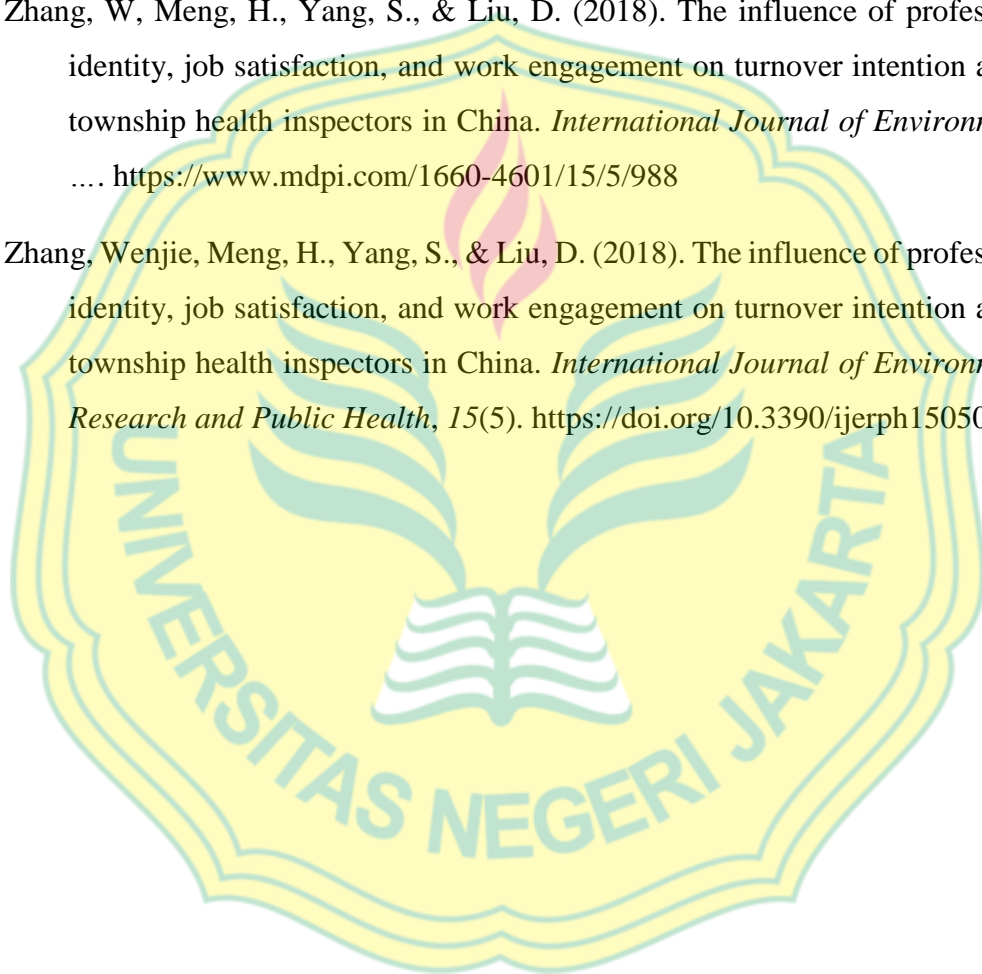 Zhang, W, Meng, H., Yang, S., & Liu, D. (2018). The influence of profes
identity, job satisfaction, and work engagement on turnover intention a
township health inspectors in China. International Journal of Environ
…. https://www.mdpi.com/1660-4601/15/5/988
Zhang, Wenjie, Meng, H., Yang, S., & Liu, D. (2018). The influence of profes
identity, job satisfaction, and work engagement on turnover intention a
township health inspectors in China. International Journal of Environ
Research and Public Health, 15(5). https://doi.org/10.3390/ijerph15050
UNIVERSITAS NEGERI JAKARTA